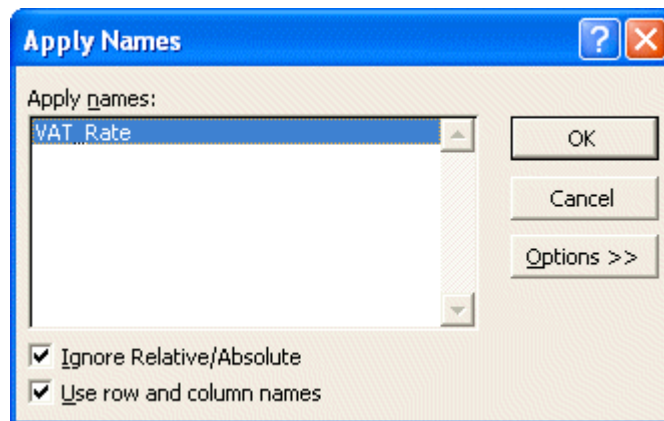 Apply Names
Apply names:
VAT_Rate
OK
Cancel
Options >>
Ignore Relative/Absolute
Use row and column names